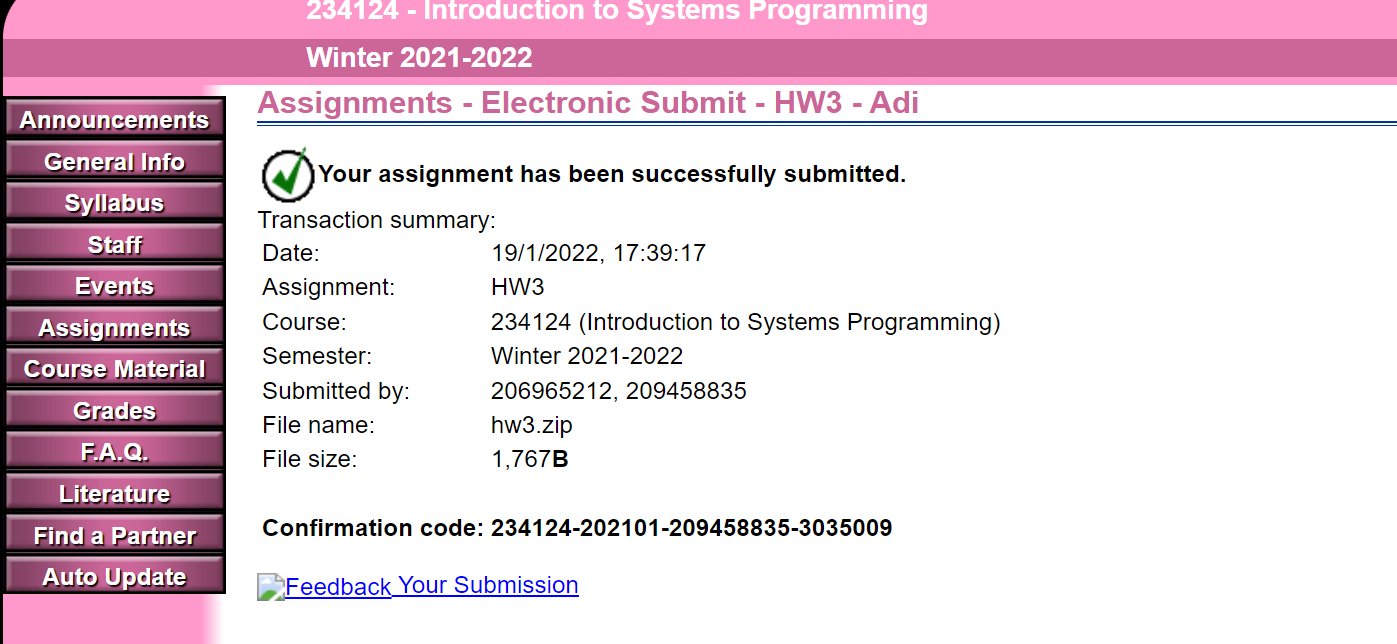 234124 - Introduction to Systems Programming
Winter 2021-2022
Announcements
General Info
Syllabus
Staff
Events
Assignments
Course Material
Grades
F.A.Q.
Literature
Find a Partner
Auto Update
Assignments - Electronic Submit - HW3 - Adi
Your assignment has been successfully submitted.
Transaction summary:
Date: 19/1/2022, 17:39:17
Assignment: HW3
Course: 234124 (Introduction to Systems Programming)
Semester: Winter 2021-2022
Submitted by: 206965212, 209458835
File name: hw3.zip
File size: 1,767B
Confirmation code: 234124-202101-209458835-3035009
Feedback Your Submission